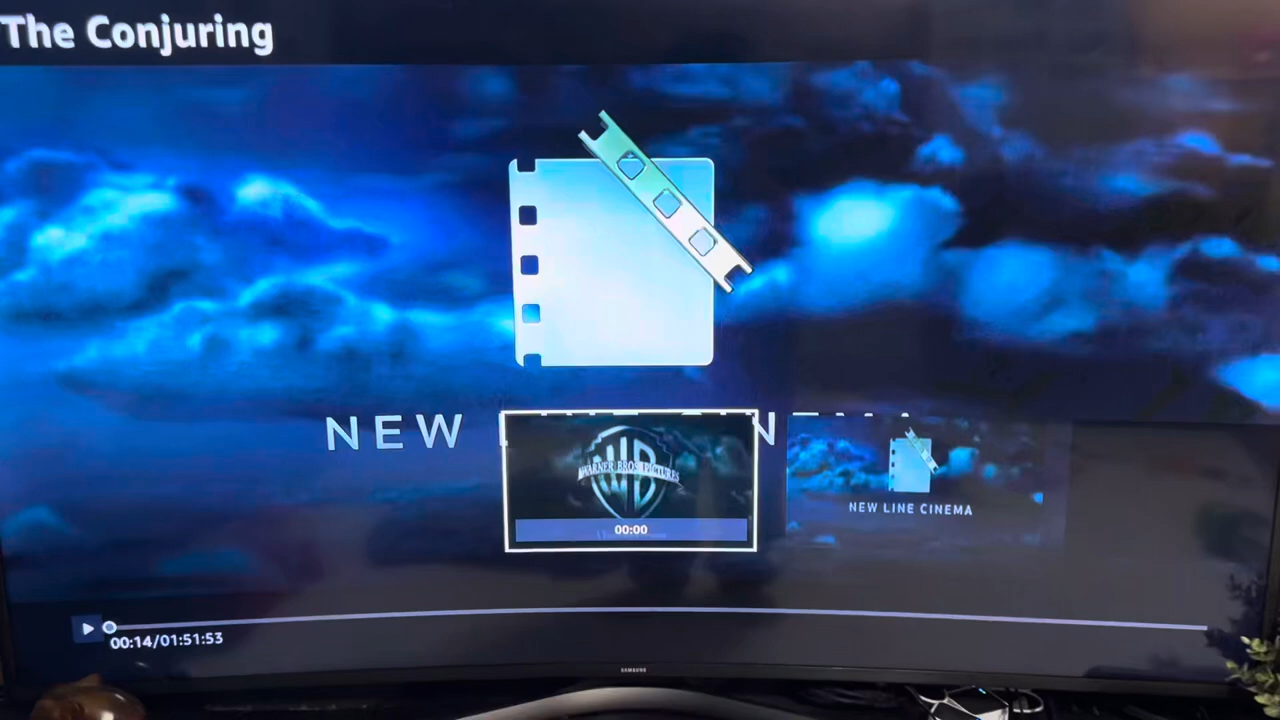 The Conjuring
NEW
WARNER BROS. PICTURES
00:00
NEW LINE CINEMA
00:14/01:51:53
SAMSUNG